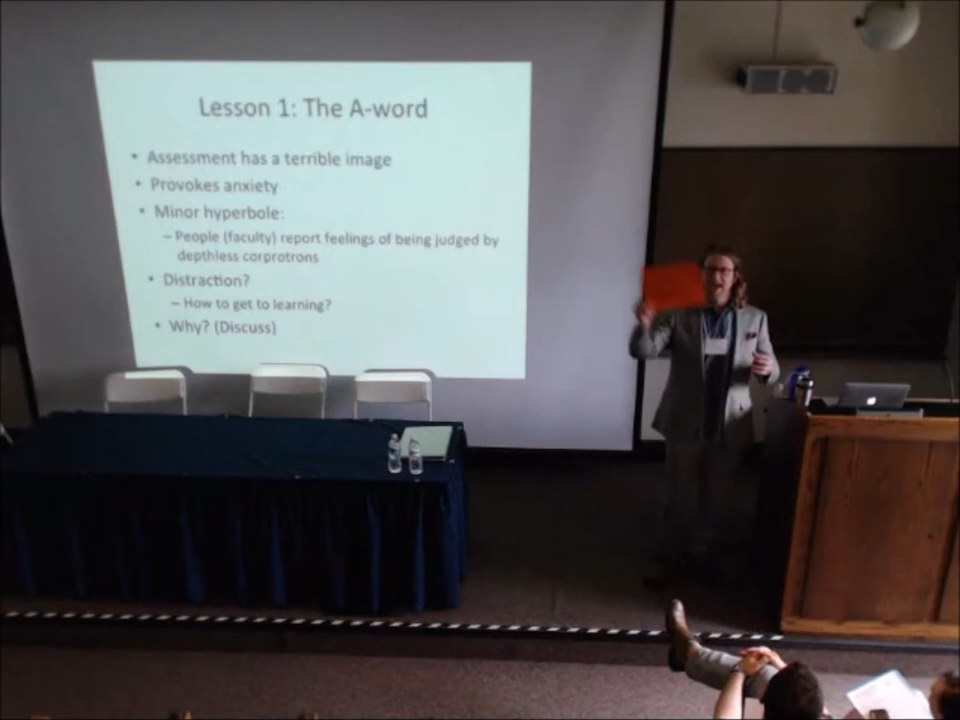 Lesson 1: The A-word
• Assessment has a terrible image
• Provokes anxiety
• Minor hyperbole:
– People (faculty) report feelings of being judged by
depthless corprotrons
• Distraction?
– How to get to learning?
• Why? (Discuss)